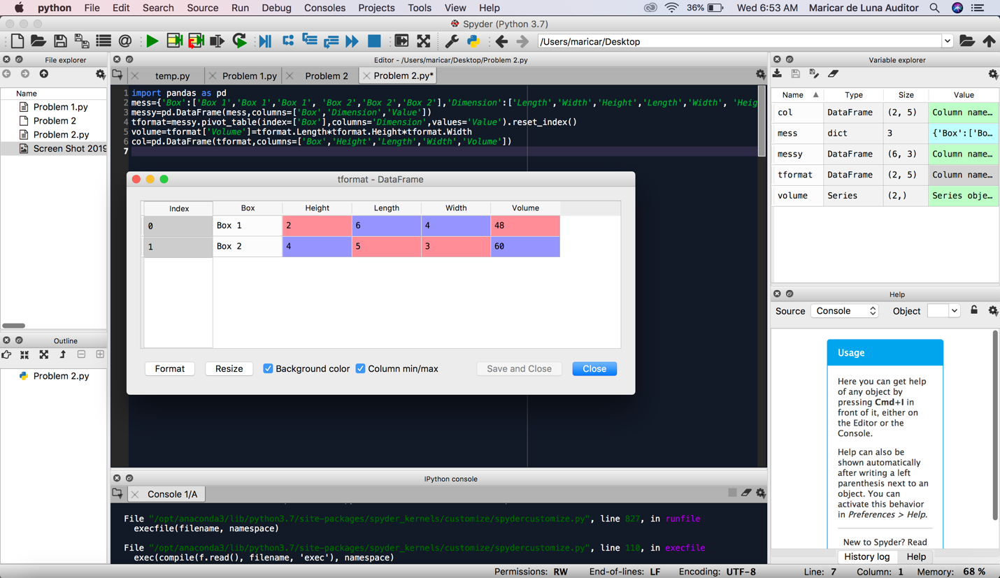 python File Edit Search Source Run Debug Consoles Projects Tools View Help 36% Wed 6:53 AM Maricar de Luna Auditor
Spyder (Python 3.7)
/Users/maricar/Desktop
File explorer
Name
Problem 1.py
Problem 2
Problem 2.py
Screen Shot 2019
Outline
Problem 2.py
Editor - /Users/maricar/Desktop/Problem 2.py
temp.py Problem 1.py Problem 2 Problem 2.py*
1 import pandas as pd
2 mess={'Box':['Box 1','Box 1','Box 1', 'Box 2','Box 2','Box 2'],'Dimension':['Length','Width','Height','Length','Width', 'Heig
3 messy=pd.DataFrame(mess,columns=['Box','Dimension','Value'])
4 tformat=messy.pivot_table(index=['Box'],columns='Dimension',values='Value').reset_index()
5 volume=tformat['Volume']=tformat.Length*tformat.Height*tformat.Width
6 col=pd.DataFrame(tformat,columns=['Box','Height','Length','Width','Volume'])
7
tformat - DataFrame
Index Box Height Length Width Volume
0 Box 1 2 6 4 48
1 Box 2 4 5 3 60
Format Resize Background color Column min/max Save and Close Close
IPython console
Console 1/A
File "/opt/anaconda3/lib/python3.7/site-packages/spyder_kernels/customize/spydercustomize.py", line 827, in runfile
execfile(filename, namespace)
File "/opt/anaconda3/lib/python3.7/site-packages/spyder_kernels/customize/spydercustomize.py", line 110, in execfile
exec(compile(f.read(), filename, 'exec'), namespace)
Variable explorer
Name Type Size Value
col DataFrame (2, 5) Column name…
mess dict 3 {'Box':['Bo…
messy DataFrame (6, 3) Column name…
tformat DataFrame (2, 5) Column name…
volume Series (2,) Series obje…
Help
Source Console Object
Usage
Here you can get help
of any object by
pressing Cmd+I in
front of it, either on
the Editor or the
Console.
Help can also be
shown automatically
after writing a left
parenthesis next to an
object. You can
activate this behavior
in Preferences > Help.
New to Spyder? Read
History log Help
Permissions: RW End-of-lines: LF Encoding: UTF-8 Line: 7 Column: 1 Memory: 68 %